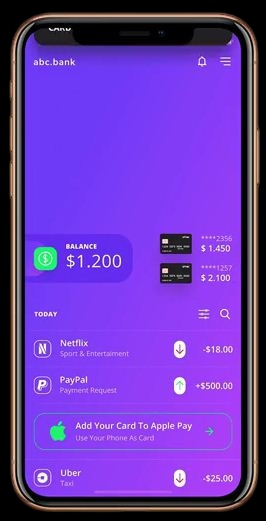 CARD
abc.bank
****2356
$ 1.450
BALANCE
$1.200
****1257
$ 2.100
TODAY
Netflix
Sport & Entertaiment
-$18.00
PayPal
Payment Request
+$500.00
Add Your Card To Apple Pay
Use Your Phone As Card
Uber
Taxi
-$25.00